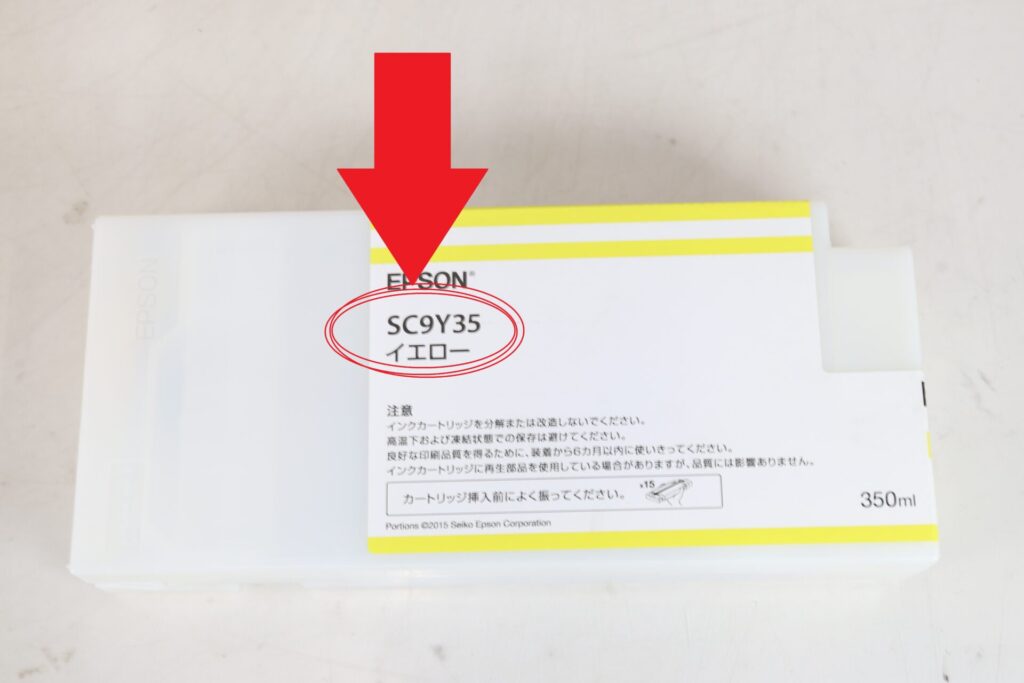 EPSON
EPSON®
SC9Y35
イエロー
注意
インクカートリッジを分解または改造しないでください。
高温下および凍結状態での保存は避けてください。
良好な印刷品質を得るために、装着から6カ月以内に使いきってください。
インクカートリッジに再生部品を使用している場合がありますが、品質には影響ありません。
カートリッジ挿入前によく振ってください。 ×15
350ml
Portions ©2015 Seiko Epson Corporation